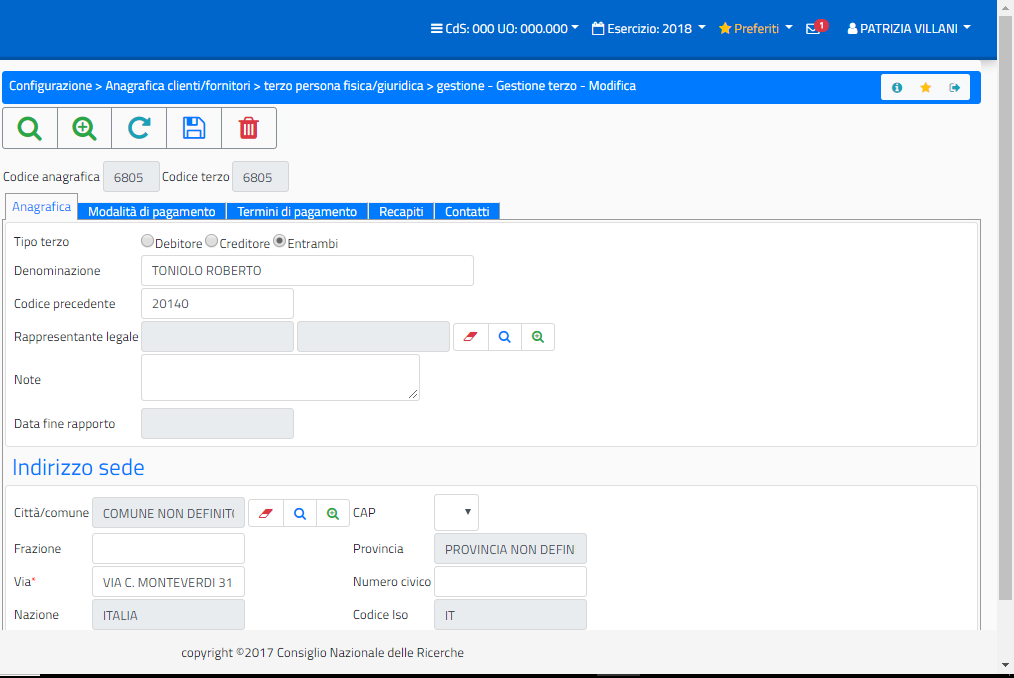 CdS: 000 UO: 000.000 Esercizio: 2018 Preferiti 1 PATRIZIA VILLANI
Configurazione > Anagrafica clienti/fornitori > terzo persona fisica/giuridica > gestione - Gestione terzo - Modifica
Codice anagrafica 6805 Codice terzo 6805
Anagrafica Modalità di pagamento Termini di pagamento Recapiti Contatti
Tipo terzo Debitore Creditore Entrambi
Denominazione TONIOLO ROBERTO
Codice precedente 20140
Rappresentante legale
Note
Data fine rapporto
Indirizzo sede
Città/comune COMUNE NON DEFINIT( CAP
Frazione Provincia PROVINCIA NON DEFIN
Via* VIA C. MONTEVERDI 31 Numero civico
Nazione ITALIA Codice Iso IT
copyright ©2017 Consiglio Nazionale delle Ricerche